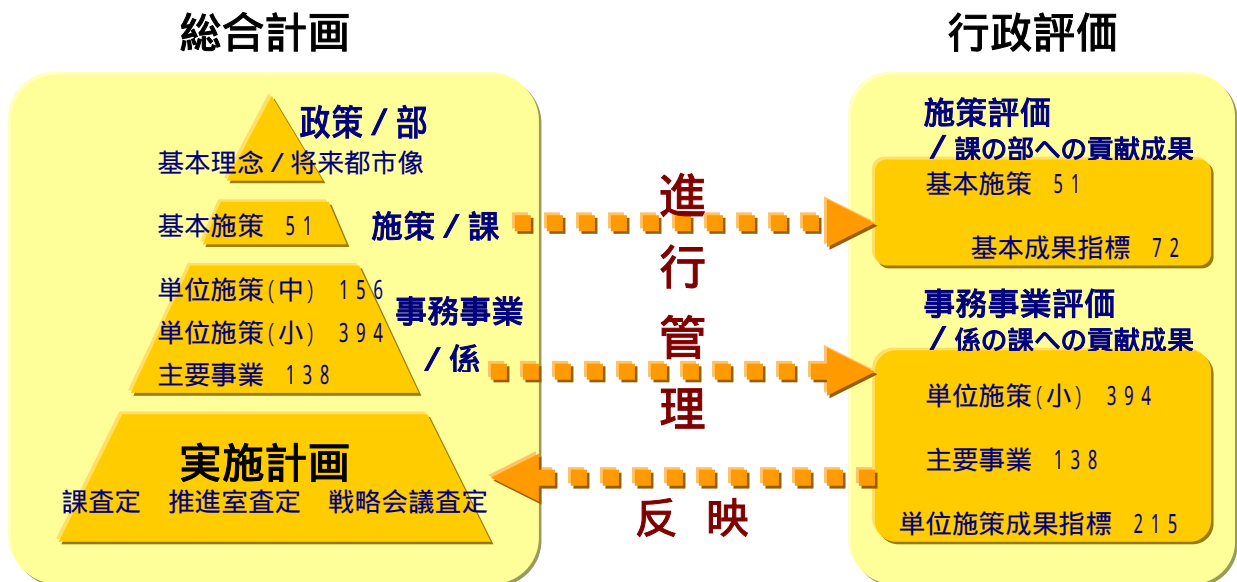 総合計画
政策／部
基本理念／将来都市像
基本施策 51
施策／課
単位施策(中) 156
単位施策(小) 394
主要事業 138
事務事業
／係
実施計画
課査定 推進室査定 戦略会議査定
進行管理
反映
行政評価
施策評価
／課の部への貢献成果
基本施策 51
基本成果指標 72
事務事業評価
／係の課への貢献成果
単位施策(小) 394
主要事業 138
単位施策成果指標 215